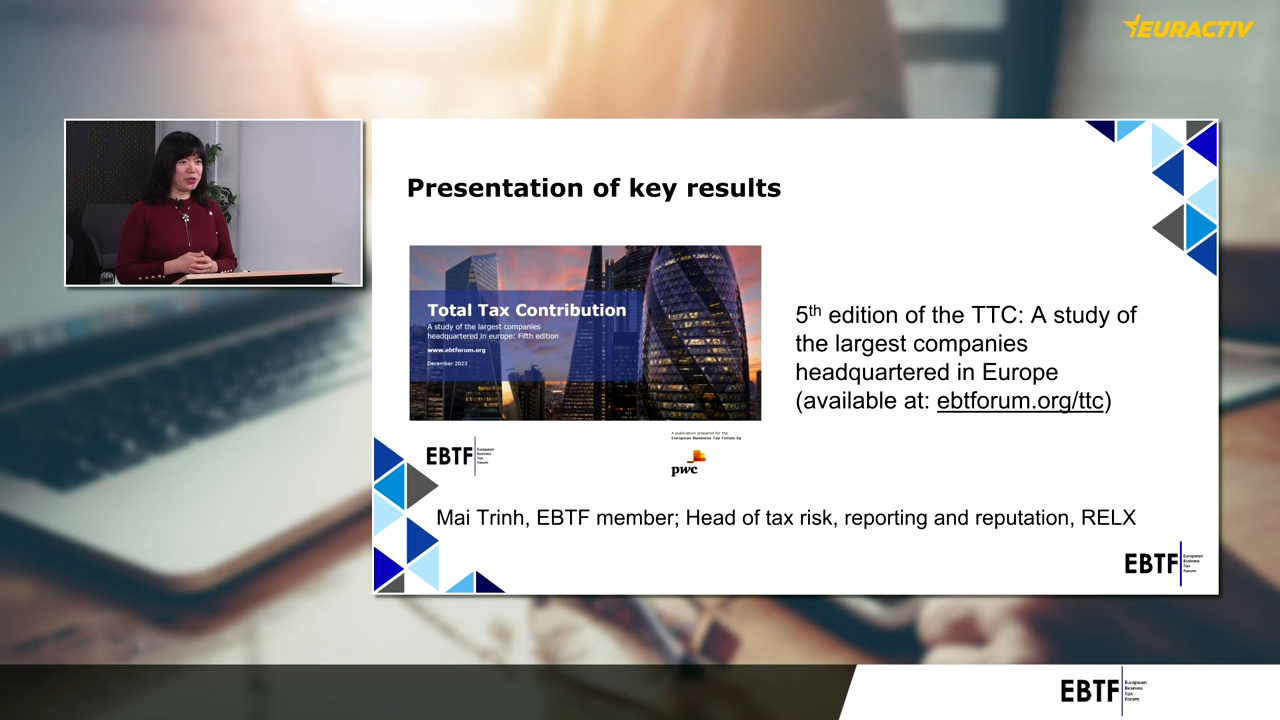 EURACTIV
Presentation of key results
Total Tax Contribution
A study of the largest companies
headquartered in europe: Fifth edition
www.ebtforum.org
December 2023
5th edition of the TTC: A study of
the largest companies
headquartered in Europe
(available at: ebtforum.org/ttc)
A publication prepared for the
European Business Tax Forum by
EBTF
European
Business
Tax
Forum
pwc
Mai Trinh, EBTF member; Head of tax risk, reporting and reputation, RELX
EBTF
European
Business
Tax
Forum
EBTF
European
Business
Tax
Forum